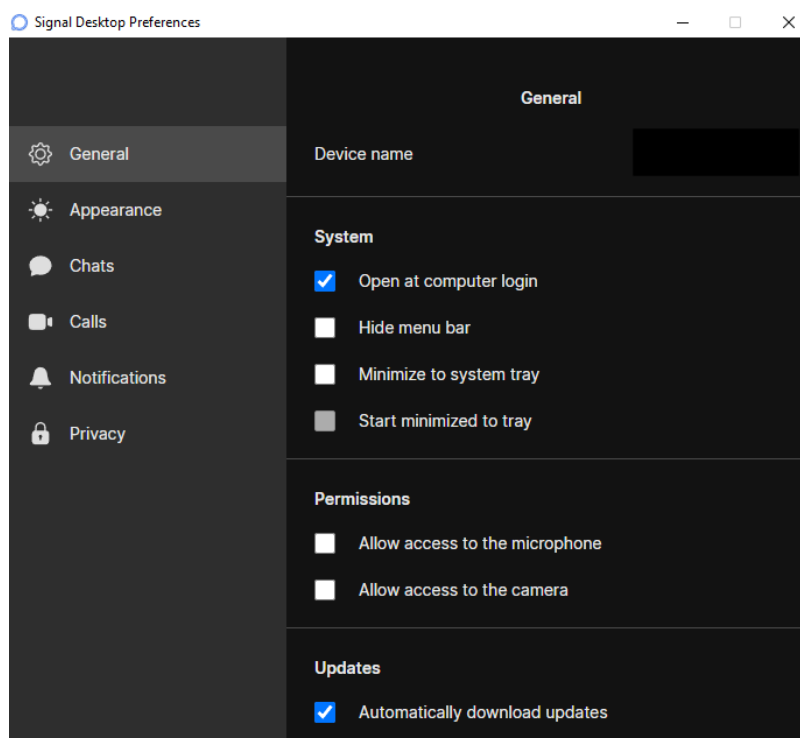 Signal Desktop Preferences
General
General
Device name
Appearance
System
Chats
Open at computer login
Calls
Hide menu bar
Notifications
Minimize to system tray
Privacy
Start minimized to tray
Permissions
Allow access to the microphone
Allow access to the camera
Updates
Automatically download updates